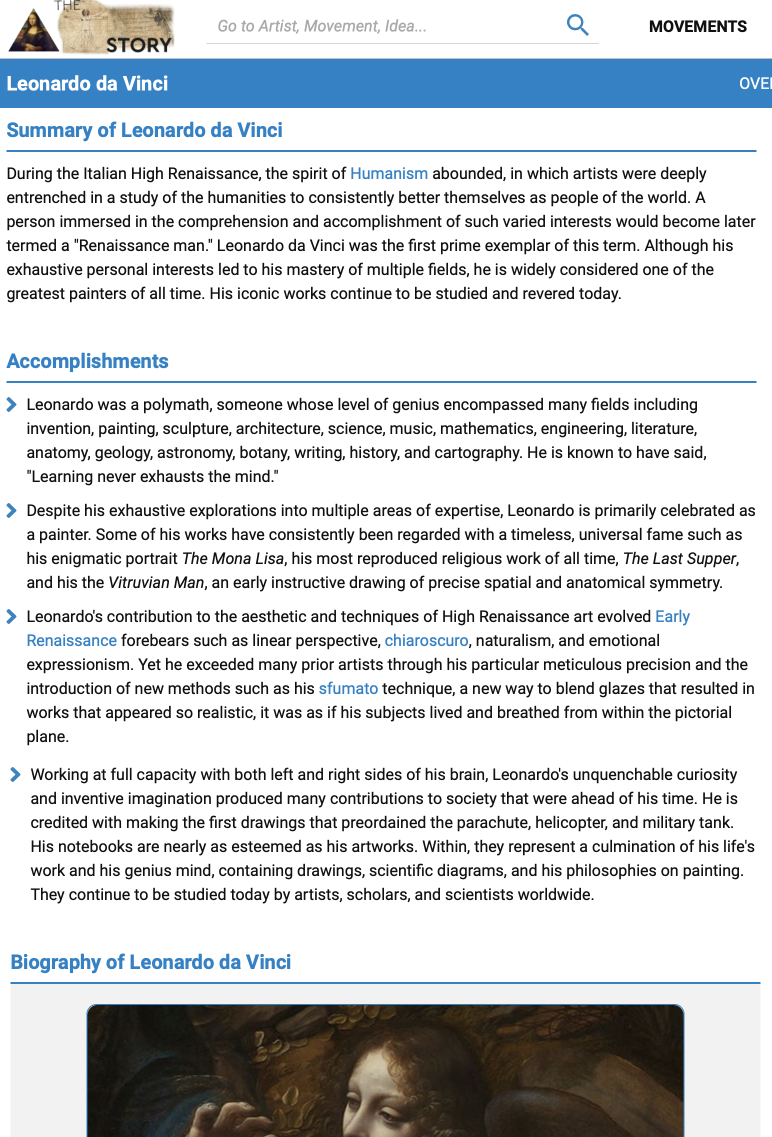 THE
STORY
Go to Artist, Movement, Idea...
MOVEMENTS
Leonardo da Vinci
OVE
Summary of Leonardo da Vinci
During the Italian High Renaissance, the spirit of Humanism abounded, in which artists were deeply
entrenched in a study of the humanities to consistently better themselves as people of the world. A
person immersed in the comprehension and accomplishment of such varied interests would become later
termed a "Renaissance man." Leonardo da Vinci was the first prime exemplar of this term. Although his
exhaustive personal interests led to his mastery of multiple fields, he is widely considered one of the
greatest painters of all time. His iconic works continue to be studied and revered today.
Accomplishments
Leonardo was a polymath, someone whose level of genius encompassed many fields including
invention, painting, sculpture, architecture, science, music, mathematics, engineering, literature,
anatomy, geology, astronomy, botany, writing, history, and cartography. He is known to have said,
"Learning never exhausts the mind."
Despite his exhaustive explorations into multiple areas of expertise, Leonardo is primarily celebrated as
a painter. Some of his works have consistently been regarded with a timeless, universal fame such as
his enigmatic portrait The Mona Lisa, his most reproduced religious work of all time, The Last Supper,
and his the Vitruvian Man, an early instructive drawing of precise spatial and anatomical symmetry.
Leonardo's contribution to the aesthetic and techniques of High Renaissance art evolved Early
Renaissance forebears such as linear perspective, chiaroscuro, naturalism, and emotional
expressionism. Yet he exceeded many prior artists through his particular meticulous precision and the
introduction of new methods such as his sfumato technique, a new way to blend glazes that resulted in
works that appeared so realistic, it was as if his subjects lived and breathed from within the pictorial
plane.
Working at full capacity with both left and right sides of his brain, Leonardo's unquenchable curiosity
and inventive imagination produced many contributions to society that were ahead of his time. He is
credited with making the first drawings that preordained the parachute, helicopter, and military tank.
His notebooks are nearly as esteemed as his artworks. Within, they represent a culmination of his life's
work and his genius mind, containing drawings, scientific diagrams, and his philosophies on painting.
They continue to be studied today by artists, scholars, and scientists worldwide.
Biography of Leonardo da Vinci